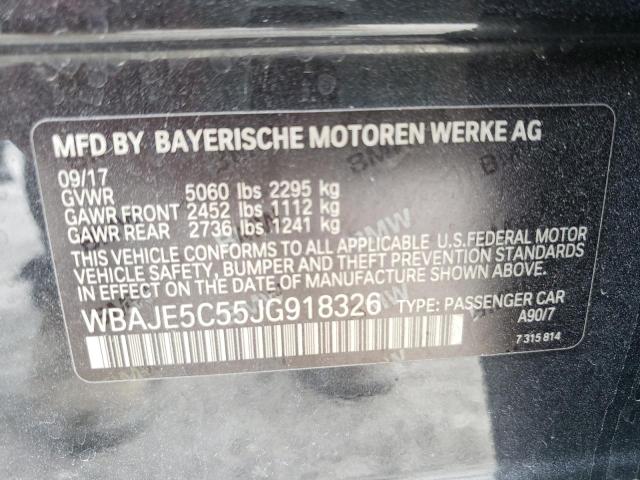 MFD BY BAYERISCHE MOTOREN WERKE AG
09/17
GVWR 5060 lbs 2295 kg
GAWR FRONT 2452 lbs 1112 kg
GAWR REAR 2736 lbs 1241 kg
THIS VEHICLE CONFORMS TO ALL APPLICABLE U.S.FEDERAL MOTOR
VEHICLE SAFETY, BUMPER AND THEFT PREVENTION STANDARDS
IN EFFECT ON THE DATE OF MANUFACTURE SHOWN ABOVE.
WBAJE5C55JG918326 TYPE: PASSENGER CAR
A90/7
7 315 814